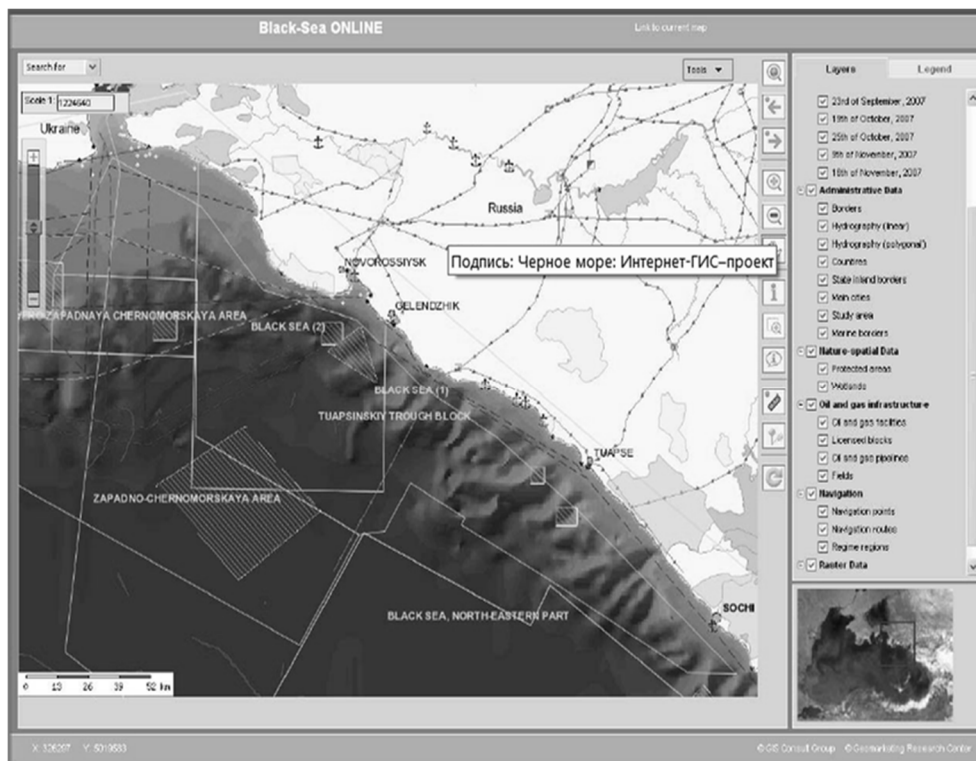 Black-Sea ONLINE
Link to current map
Search for
Tools
Scale 1: 1224640
Ukraine
Russia
Подпись: Черное море: Интернет-ГИС–проект
NOVOROSSIYSK
GELENDZHIK
ZAPADNAYA CHERNOMORSKAYA AREA
BLACK SEA (2)
BLACK SEA (1)
TUAPSINSKIY TROUGH BLOCK
TUAPSE
ZAPADNO-CHERNOMORSKAYA AREA
BLACK SEA, NORTH-EASTERN PART
SOCHI
0 13 26 39 52 km
Layers
Legend
23rd of September, 2007
19th of October, 2007
25th of October, 2007
9th of November, 2007
16th of November, 2007
Administrative Data
Borders
Hydrography (linear)
Hydrography (polygonal)
Countires
State island borders
Main cities
Study area
Marine borders
Nature-spatial Data
Protected areas
Wetlands
Oil and gas infrastructure
Oil and gas facilities
Licensed blocks
Oil and gas pipelines
Fields
Navigation
Navigation points
Navigation routes
Regime regions
Raster Data
X: 326297 Y: 5019583
© GIS Consult Group © Geomarketing Research Center